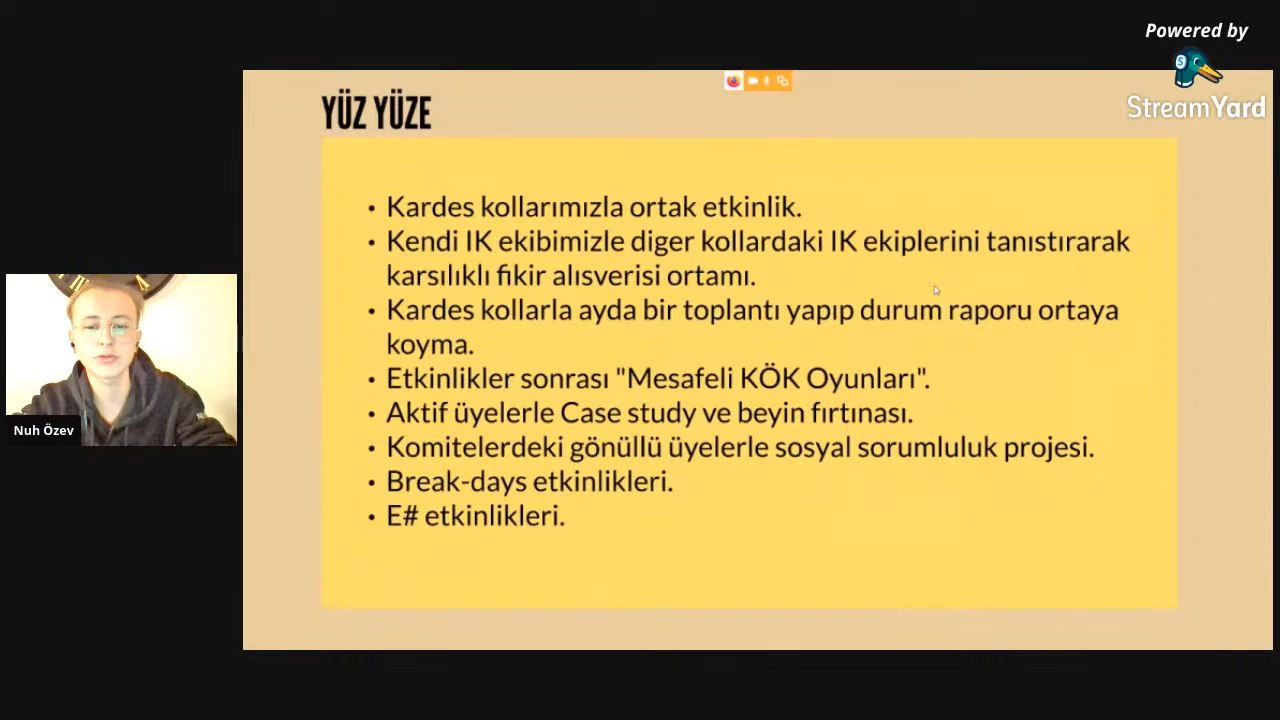 Powered by
StreamYard
YÜZ YÜZE
• Kardes kollarımızla ortak etkinlik.
• Kendi IK ekibimizle diger kollardaki IK ekiplerini tanıstırarak
karsılıklı fikir alısverisi ortamı.
• Kardes kollarla ayda bir toplantı yapıp durum raporu ortaya
koyma.
• Etkinlikler sonrası "Mesafeli KÖK Oyunları".
• Aktif üyelerle Case study ve beyin fırtınası.
• Komitelerdeki gönüllü üyelerle sosyal sorumluluk projesi.
• Break-days etkinlikleri.
• E# etkinlikleri.
Nuh Özev